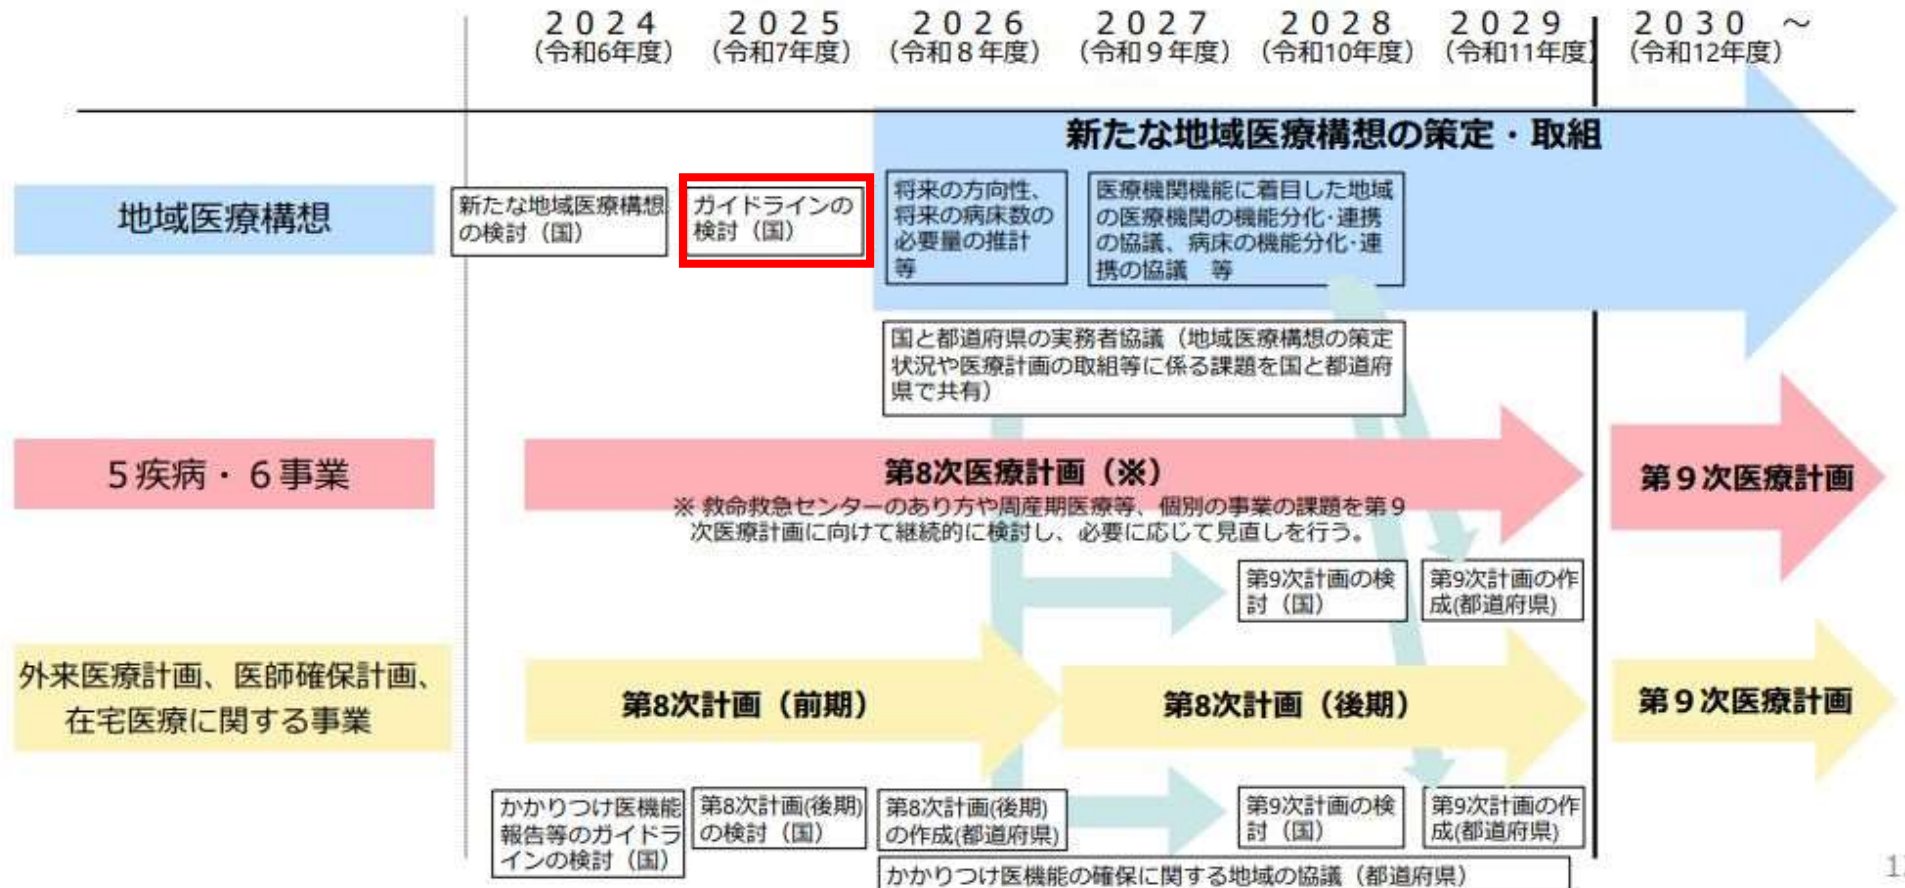 2024 2025 2026 2027 2028 2029 2030 ～
(令和6年度) (令和7年度) (令和８年度) (令和９年度) (令和10年度) (令和11年度) (令和12年度)
新たな地域医療構想の策定・取組
地域医療構想
新たな地域医療構想
の検討（国）
ガイドラインの
検討（国）
将来の方向性、
将来の病床数の
必要量の推計
等
医療機関機能に着目した地域
の医療機関の機能分化･連携
の協議、病床の機能分化･連
携の協議　等
国と都道府県の実務者協議（地域医療構想の策定
状況や医療計画の取組等に係る課題を国と都道府
県で共有）
５疾病・６事業
第8次医療計画（※）
※ 救命救急センターのあり方や周産期医療等、個別の事業の課題を第９
次医療計画に向けて継続的に検討し、必要に応じて見直しを行う。
第９次医療計画
第9次計画の検
討（国）
第9次計画の作
成(都道府県)
外来医療計画、医師確保計画、
在宅医療に関する事業
第8次計画（前期）
第8次計画（後期）
第９次医療計画
かかりつけ医機能
報告等のガイドラ
インの検討（国）
第8次計画(後期)
の検討（国）
第8次計画(後期)
の作成(都道府県)
第9次計画の検
討（国）
第9次計画の作
成(都道府県)
かかりつけ医機能の確保に関する地域の協議（都道府県）